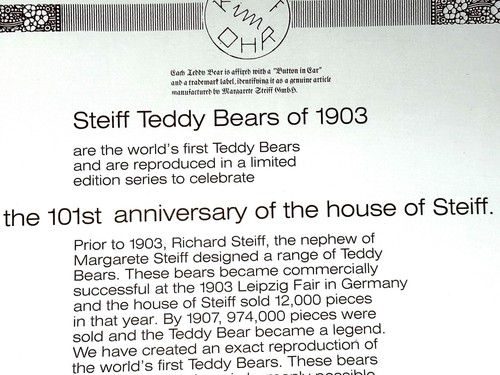 K F
OHR
Each Teddy Bear is affixed with a "Button in Ear"
and a trademark label, identifying it as a genuine article
manufactured by Margarete Steiff GmbH.
Steiff Teddy Bears of 1903
are the world's first Teddy Bears
and are reproduced in a limited
edition series to celebrate
the 101st anniversary of the house of Steiff.
Prior to 1903, Richard Steiff, the nephew of
Margarete Steiff designed a range of Teddy
Bears. These bears became commercially
successful at the 1903 Leipzig Fair in Germany
and the house of Steiff sold 12,000 pieces
in that year. By 1907, 974,000 pieces were
sold and the Teddy Bear became a legend.
We have created an exact reproduction of
the world's first Teddy Bears. These bears